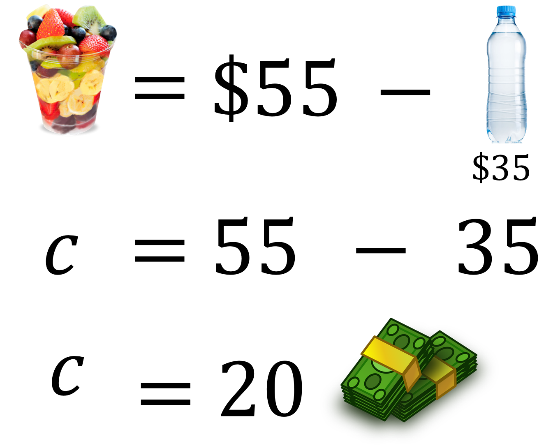 = $55 −
$35
c = 55 − 35
c = 20